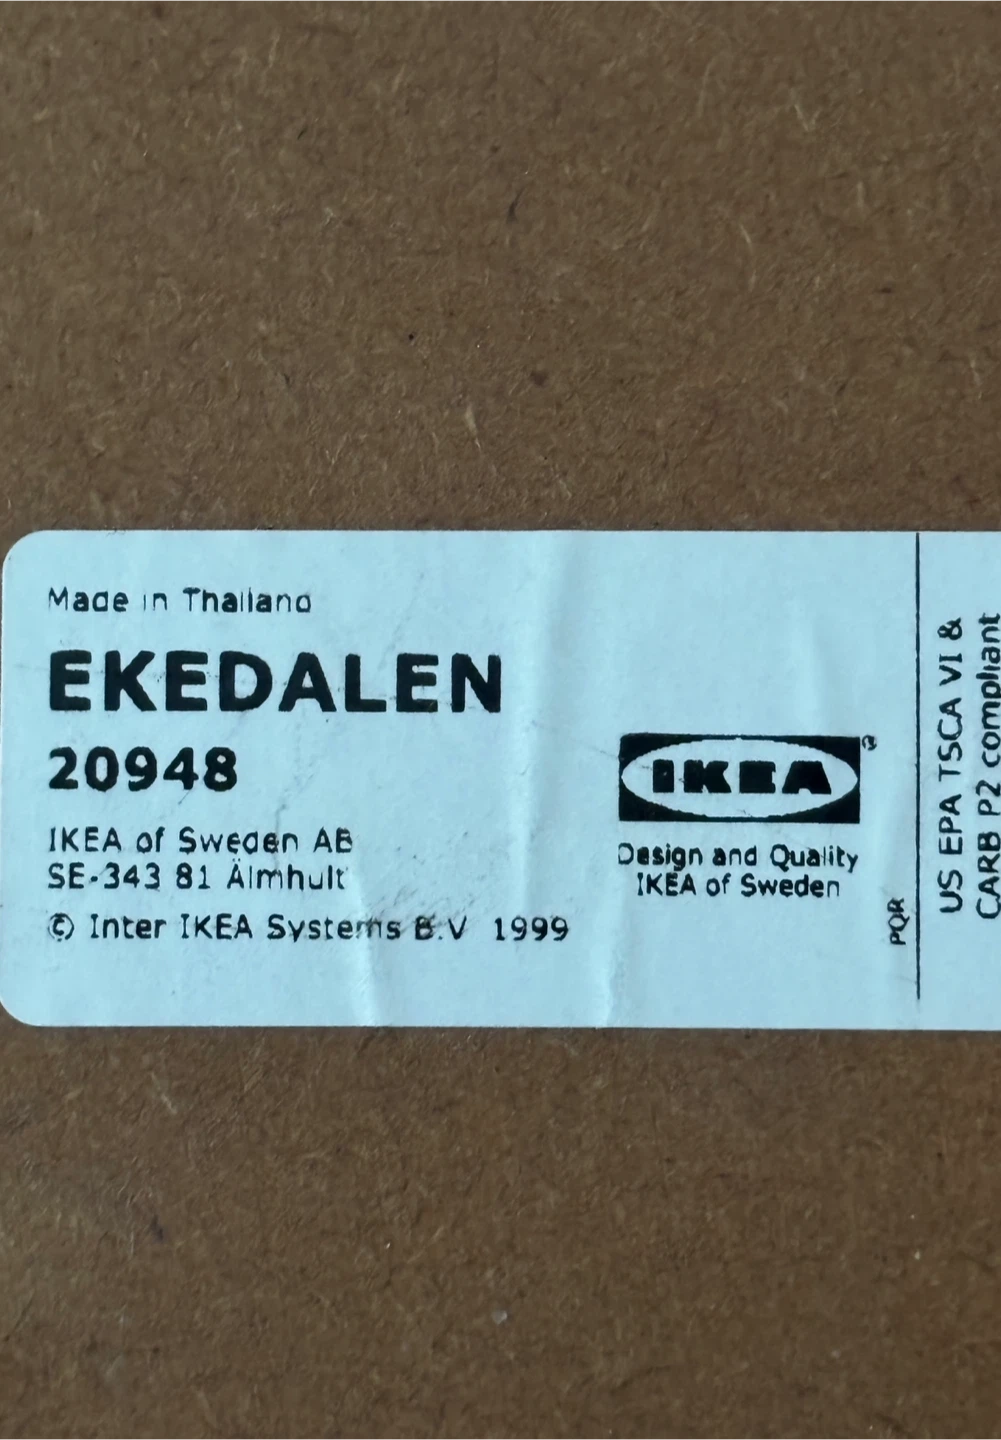 Made in Thailand
EKEDALEN
20948
IKEA of Sweden AB
SE-343 81 Älmhult
© Inter IKEA Systems B.V 1999
IKEA®
Design and Quality
IKEA of Sweden
PQR
US EPA TSCA VI &
CARB P2 compliant